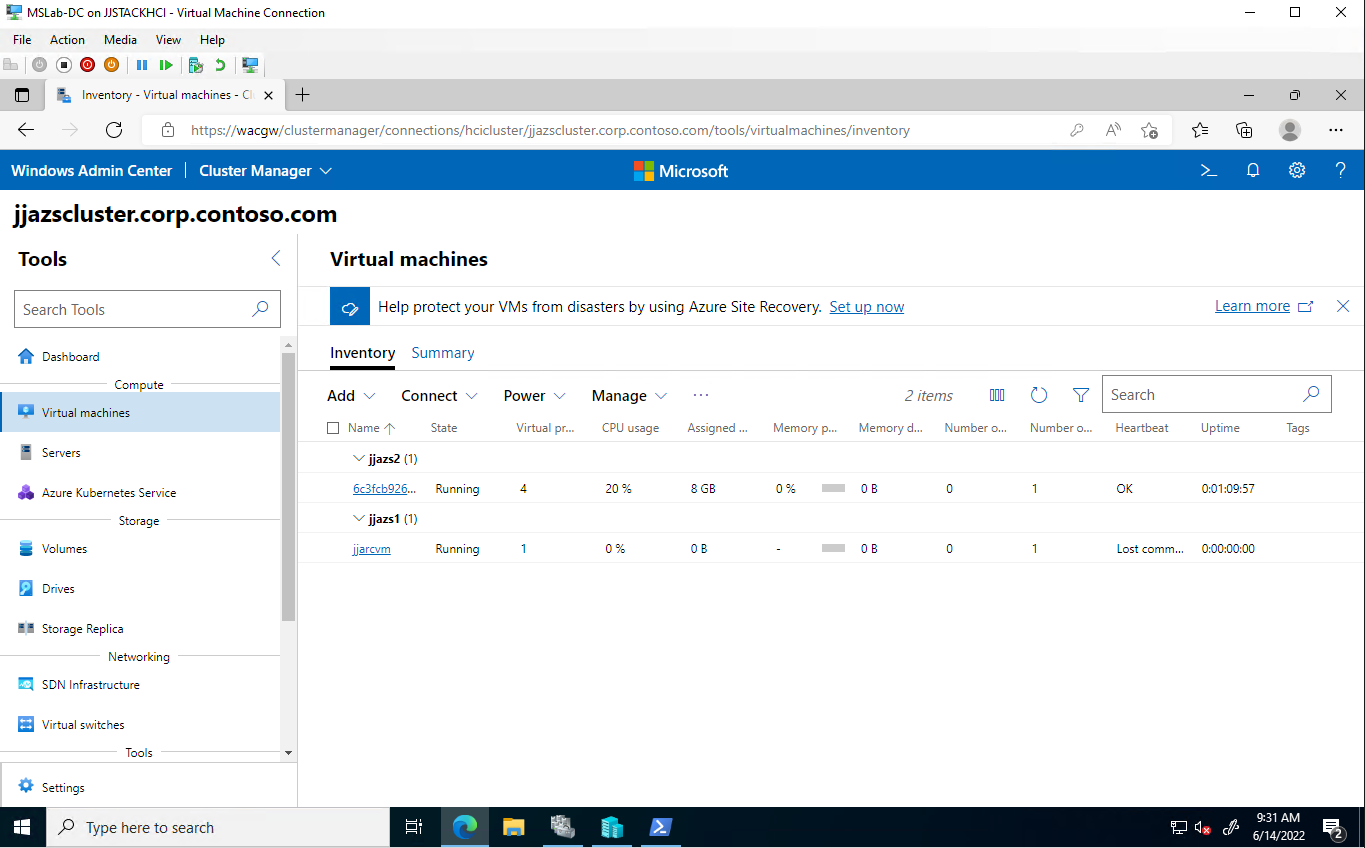 MSLab-DC on JJSTACKHCI - Virtual Machine Connection
File Action Media View Help
Inventory - Virtual machines - Cl
https://wacgw/clustermanager/connections/hcicluster/jjazscluster.corp.contoso.com/tools/virtualmachines/inventory
Windows Admin Center | Cluster Manager Microsoft
jjazscluster.corp.contoso.com
Tools
Search Tools
Dashboard
Compute
Virtual machines
Servers
Azure Kubernetes Service
Storage
Volumes
Drives
Storage Replica
Networking
SDN Infrastructure
Virtual switches
Tools
Settings
Virtual machines
Help protect your VMs from disasters by using Azure Site Recovery. Set up now Learn more
Inventory Summary
Add Connect Power Manage ... 2 items Search
Name State Virtual pr... CPU usage Assigned ... Memory p... Memory d... Number o... Number o... Heartbeat Uptime Tags
jjazs2 (1)
6c3fcb926... Running 4 20 % 8 GB 0 % 0 B 0 1 OK 0:01:09:57
jjazs1 (1)
jjarcvm Running 1 0 % 0 B - 0 B 0 1 Lost comm... 0:00:00:00
Type here to search
9:31 AM
6/14/2022
2